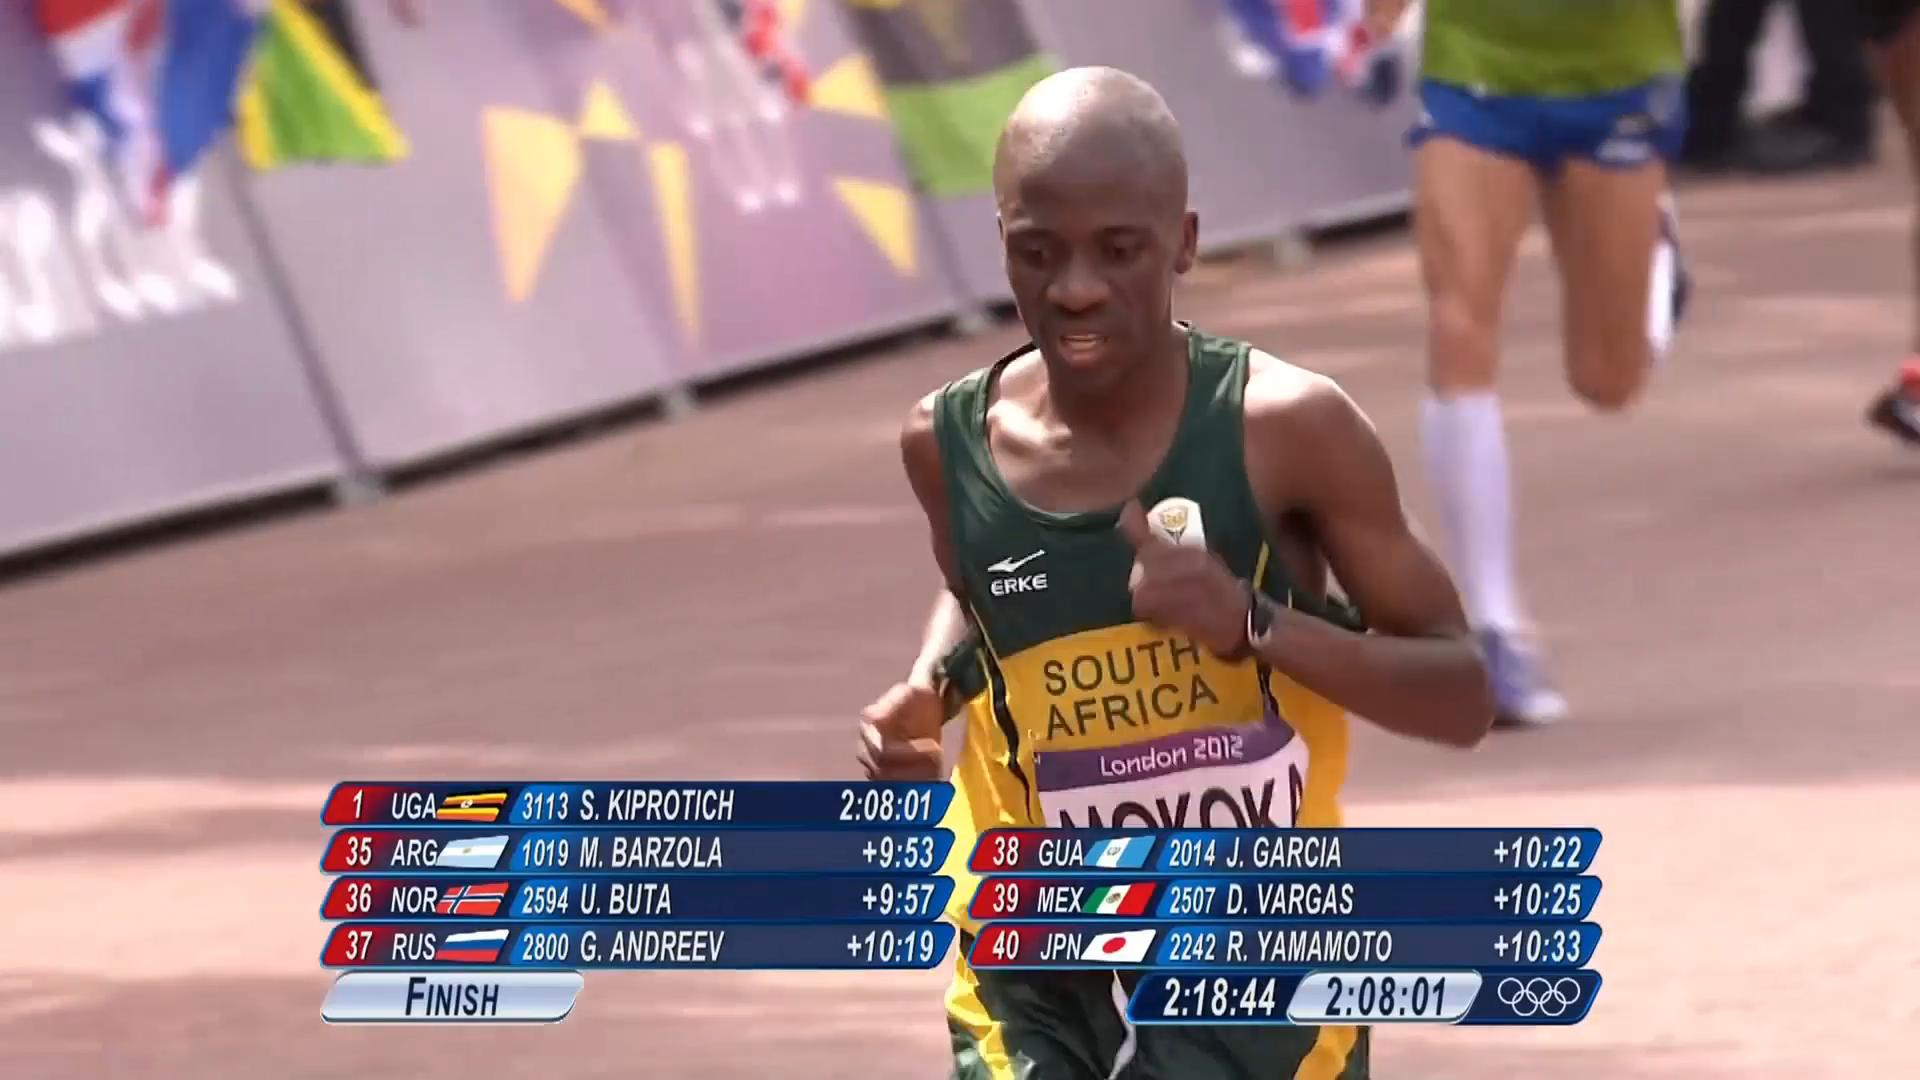 ERKE
SOUTH
AFRICA
London 2012
MOKOKA
1 UGA 3113 S. KIPROTICH 2:08:01
35 ARG 1019 M. BARZOLA +9:53
36 NOR 2594 U. BUTA +9:57
37 RUS 2800 G. ANDREEV +10:19
38 GUA 2014 J. GARCIA +10:22
39 MEX 2507 D. VARGAS +10:25
40 JPN 2242 R. YAMAMOTO +10:33
FINISH
2:18:44 2:08:01